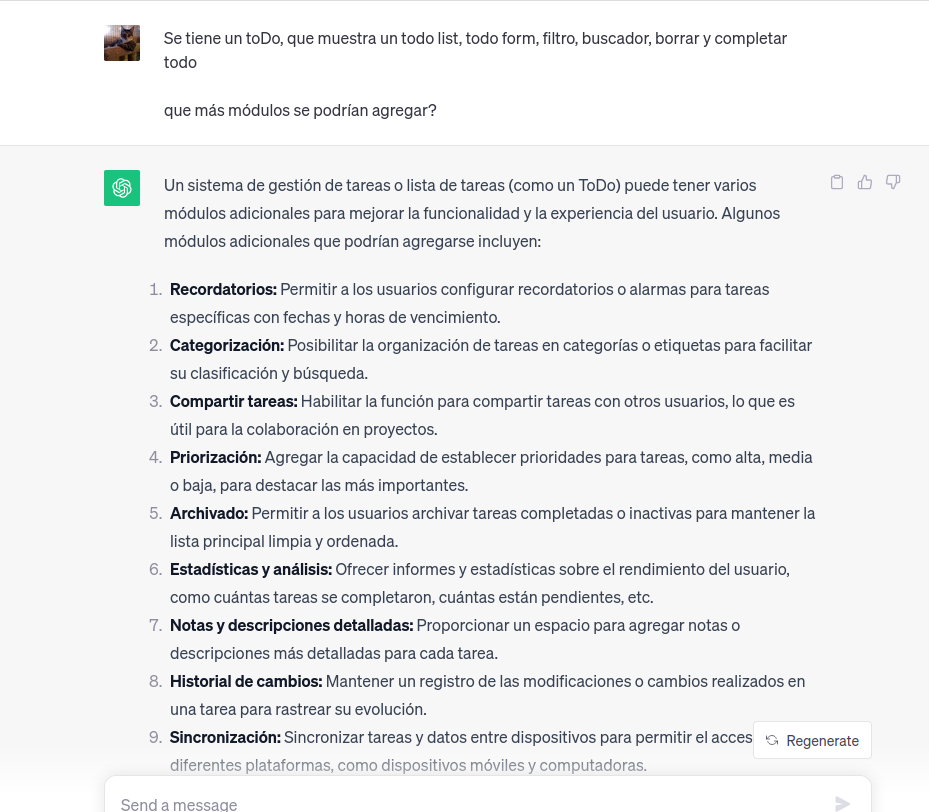 Se tiene un toDo, que muestra un todo list, todo form, filtro, buscador, borrar y completar
todo
que más módulos se podrían agregar?
Un sistema de gestión de tareas o lista de tareas (como un ToDo) puede tener varios
módulos adicionales para mejorar la funcionalidad y la experiencia del usuario. Algunos
módulos adicionales que podrían agregarse incluyen:
1. Recordatorios: Permitir a los usuarios configurar recordatorios o alarmas para tareas
específicas con fechas y horas de vencimiento.
2. Categorización: Posibilitar la organización de tareas en categorías o etiquetas para facilitar
su clasificación y búsqueda.
3. Compartir tareas: Habilitar la función para compartir tareas con otros usuarios, lo que es
útil para la colaboración en proyectos.
4. Priorización: Agregar la capacidad de establecer prioridades para tareas, como alta, media
o baja, para destacar las más importantes.
5. Archivado: Permitir a los usuarios archivar tareas completadas o inactivas para mantener la
lista principal limpia y ordenada.
6. Estadísticas y análisis: Ofrecer informes y estadísticas sobre el rendimiento del usuario,
como cuántas tareas se completaron, cuántas están pendientes, etc.
7. Notas y descripciones detalladas: Proporcionar un espacio para agregar notas o
descripciones más detalladas para cada tarea.
8. Historial de cambios: Mantener un registro de las modificaciones o cambios realizados en
una tarea para rastrear su evolución.
9. Sincronización: Sincronizar tareas y datos entre dispositivos para permitir el acces
Regenerate
diferentes plataformas, como dispositivos móviles y computadoras.
Send a message